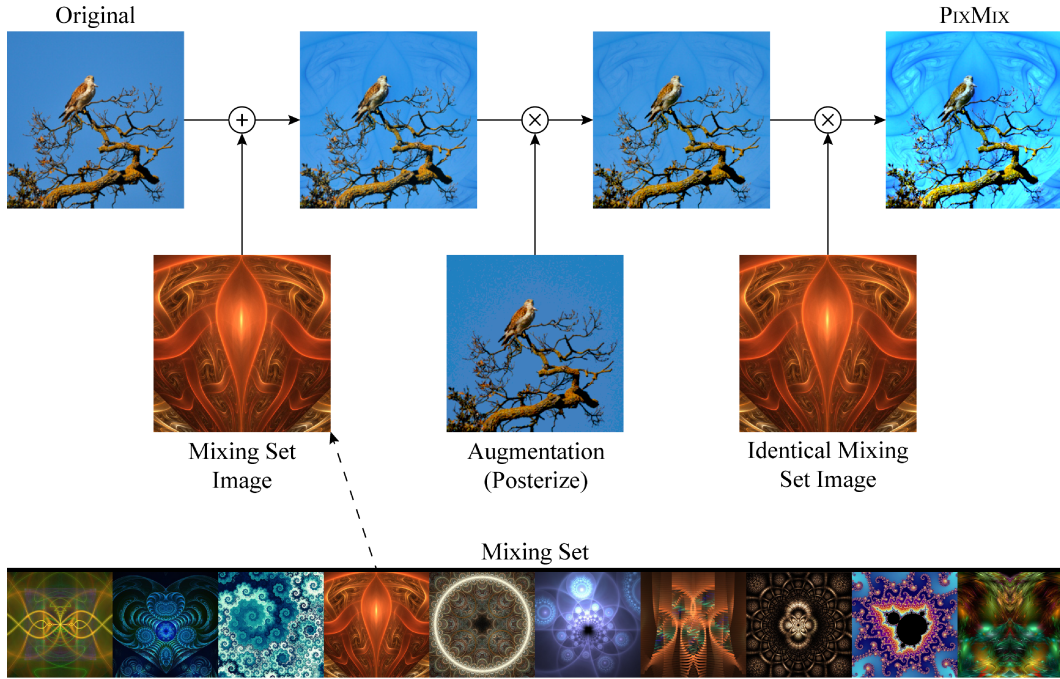 Original
PIXMIX
Mixing Set
Image
Augmentation
(Posterize)
Identical Mixing
Set Image
Mixing Set